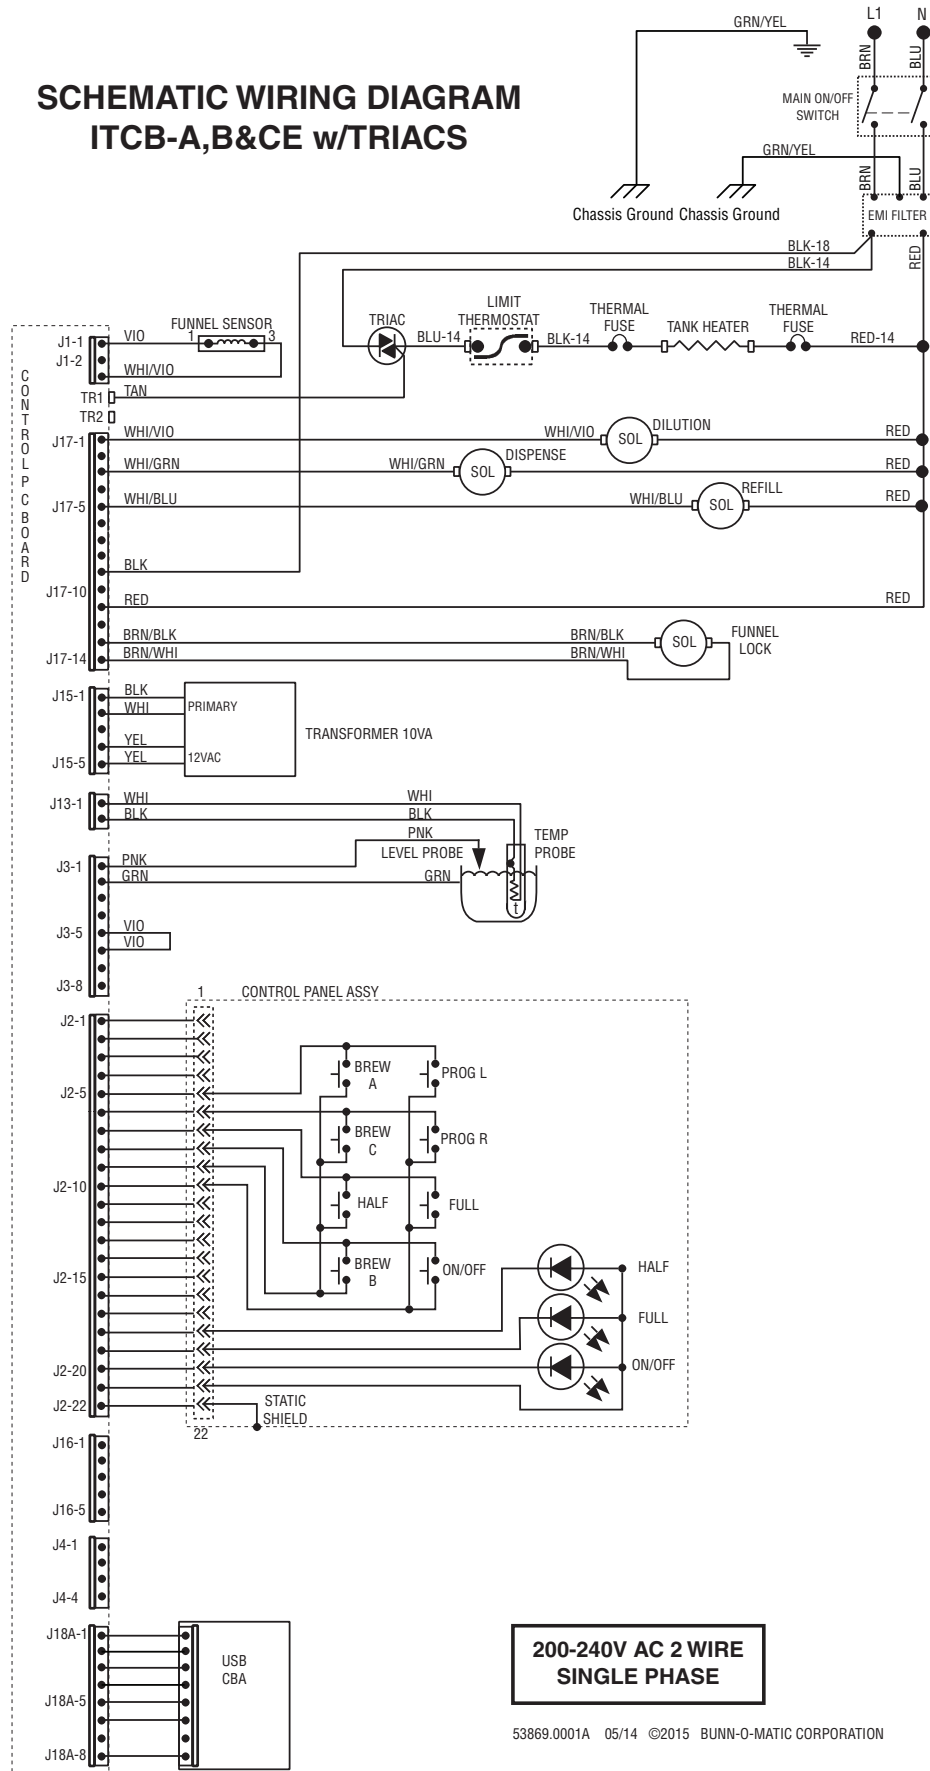 L1 N
GRN/YEL
BRN BLU
SCHEMATIC WIRING DIAGRAM
ITCB-A,B&CE w/TRIACS
MAIN ON/OFF
SWITCH
GRN/YEL
BRN BLU
Chassis Ground Chassis Ground
EMI FILTER
BLK-18
BLK-14
RED
FUNNEL SENSOR
TRIAC
LIMIT
THERMOSTAT
THERMAL
FUSE
TANK HEATER
THERMAL
FUSE
J1-1 VIO 1 3
BLU-14 BLK-14 RED-14
J1-2
WHI/VIO
CONTROL PC BOARD
TR1 TAN
TR2
J17-1 WHI/VIO WHI/VIO SOL DILUTION RED
WHI/GRN WHI/GRN SOL DISPENSE RED
J17-5 WHI/BLU WHI/BLU SOL REFILL RED
BLK
J17-10
RED RED
BRN/BLK BRN/BLK SOL FUNNEL
LOCK
J17-14 BRN/WHI BRN/WHI
J15-1 BLK
WHI PRIMARY
TRANSFORMER 10VA
YEL
J15-5 YEL 12VAC
J13-1 WHI WHI
BLK BLK
PNK
LEVEL PROBE
TEMP
PROBE
J3-1 PNK
GRN GRN
t
J3-5 VIO
VIO
J3-8
1 CONTROL PANEL ASSY
J2-1
BREW
A
PROG L
J2-5
BREW
C
PROG R
J2-10
HALF FULL
BREW
B
ON/OFF
HALF
J2-15
FULL
ON/OFF
J2-20
J2-22
STATIC
SHIELD
22
J16-1
J16-5
J4-1
J4-4
J18A-1
USB
CBA
J18A-5
J18A-8
200-240V AC 2 WIRE
SINGLE PHASE
53869.0001A 05/14 ©2015 BUNN-O-MATIC CORPORATION